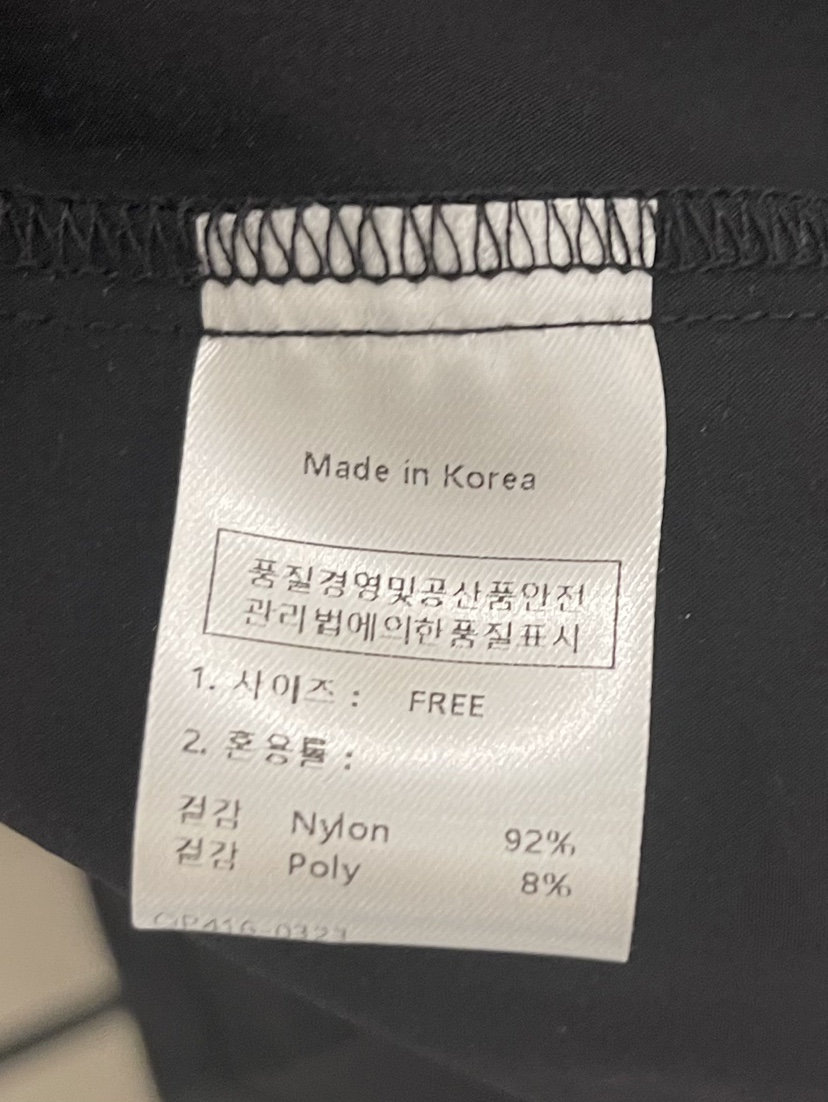 Made in Korea
품질경영및공산품안전
관리법에의한품질표시
1. 사이즈 : FREE
2. 혼용률 :
겉감 Nylon 92%
겉감 Poly 8%